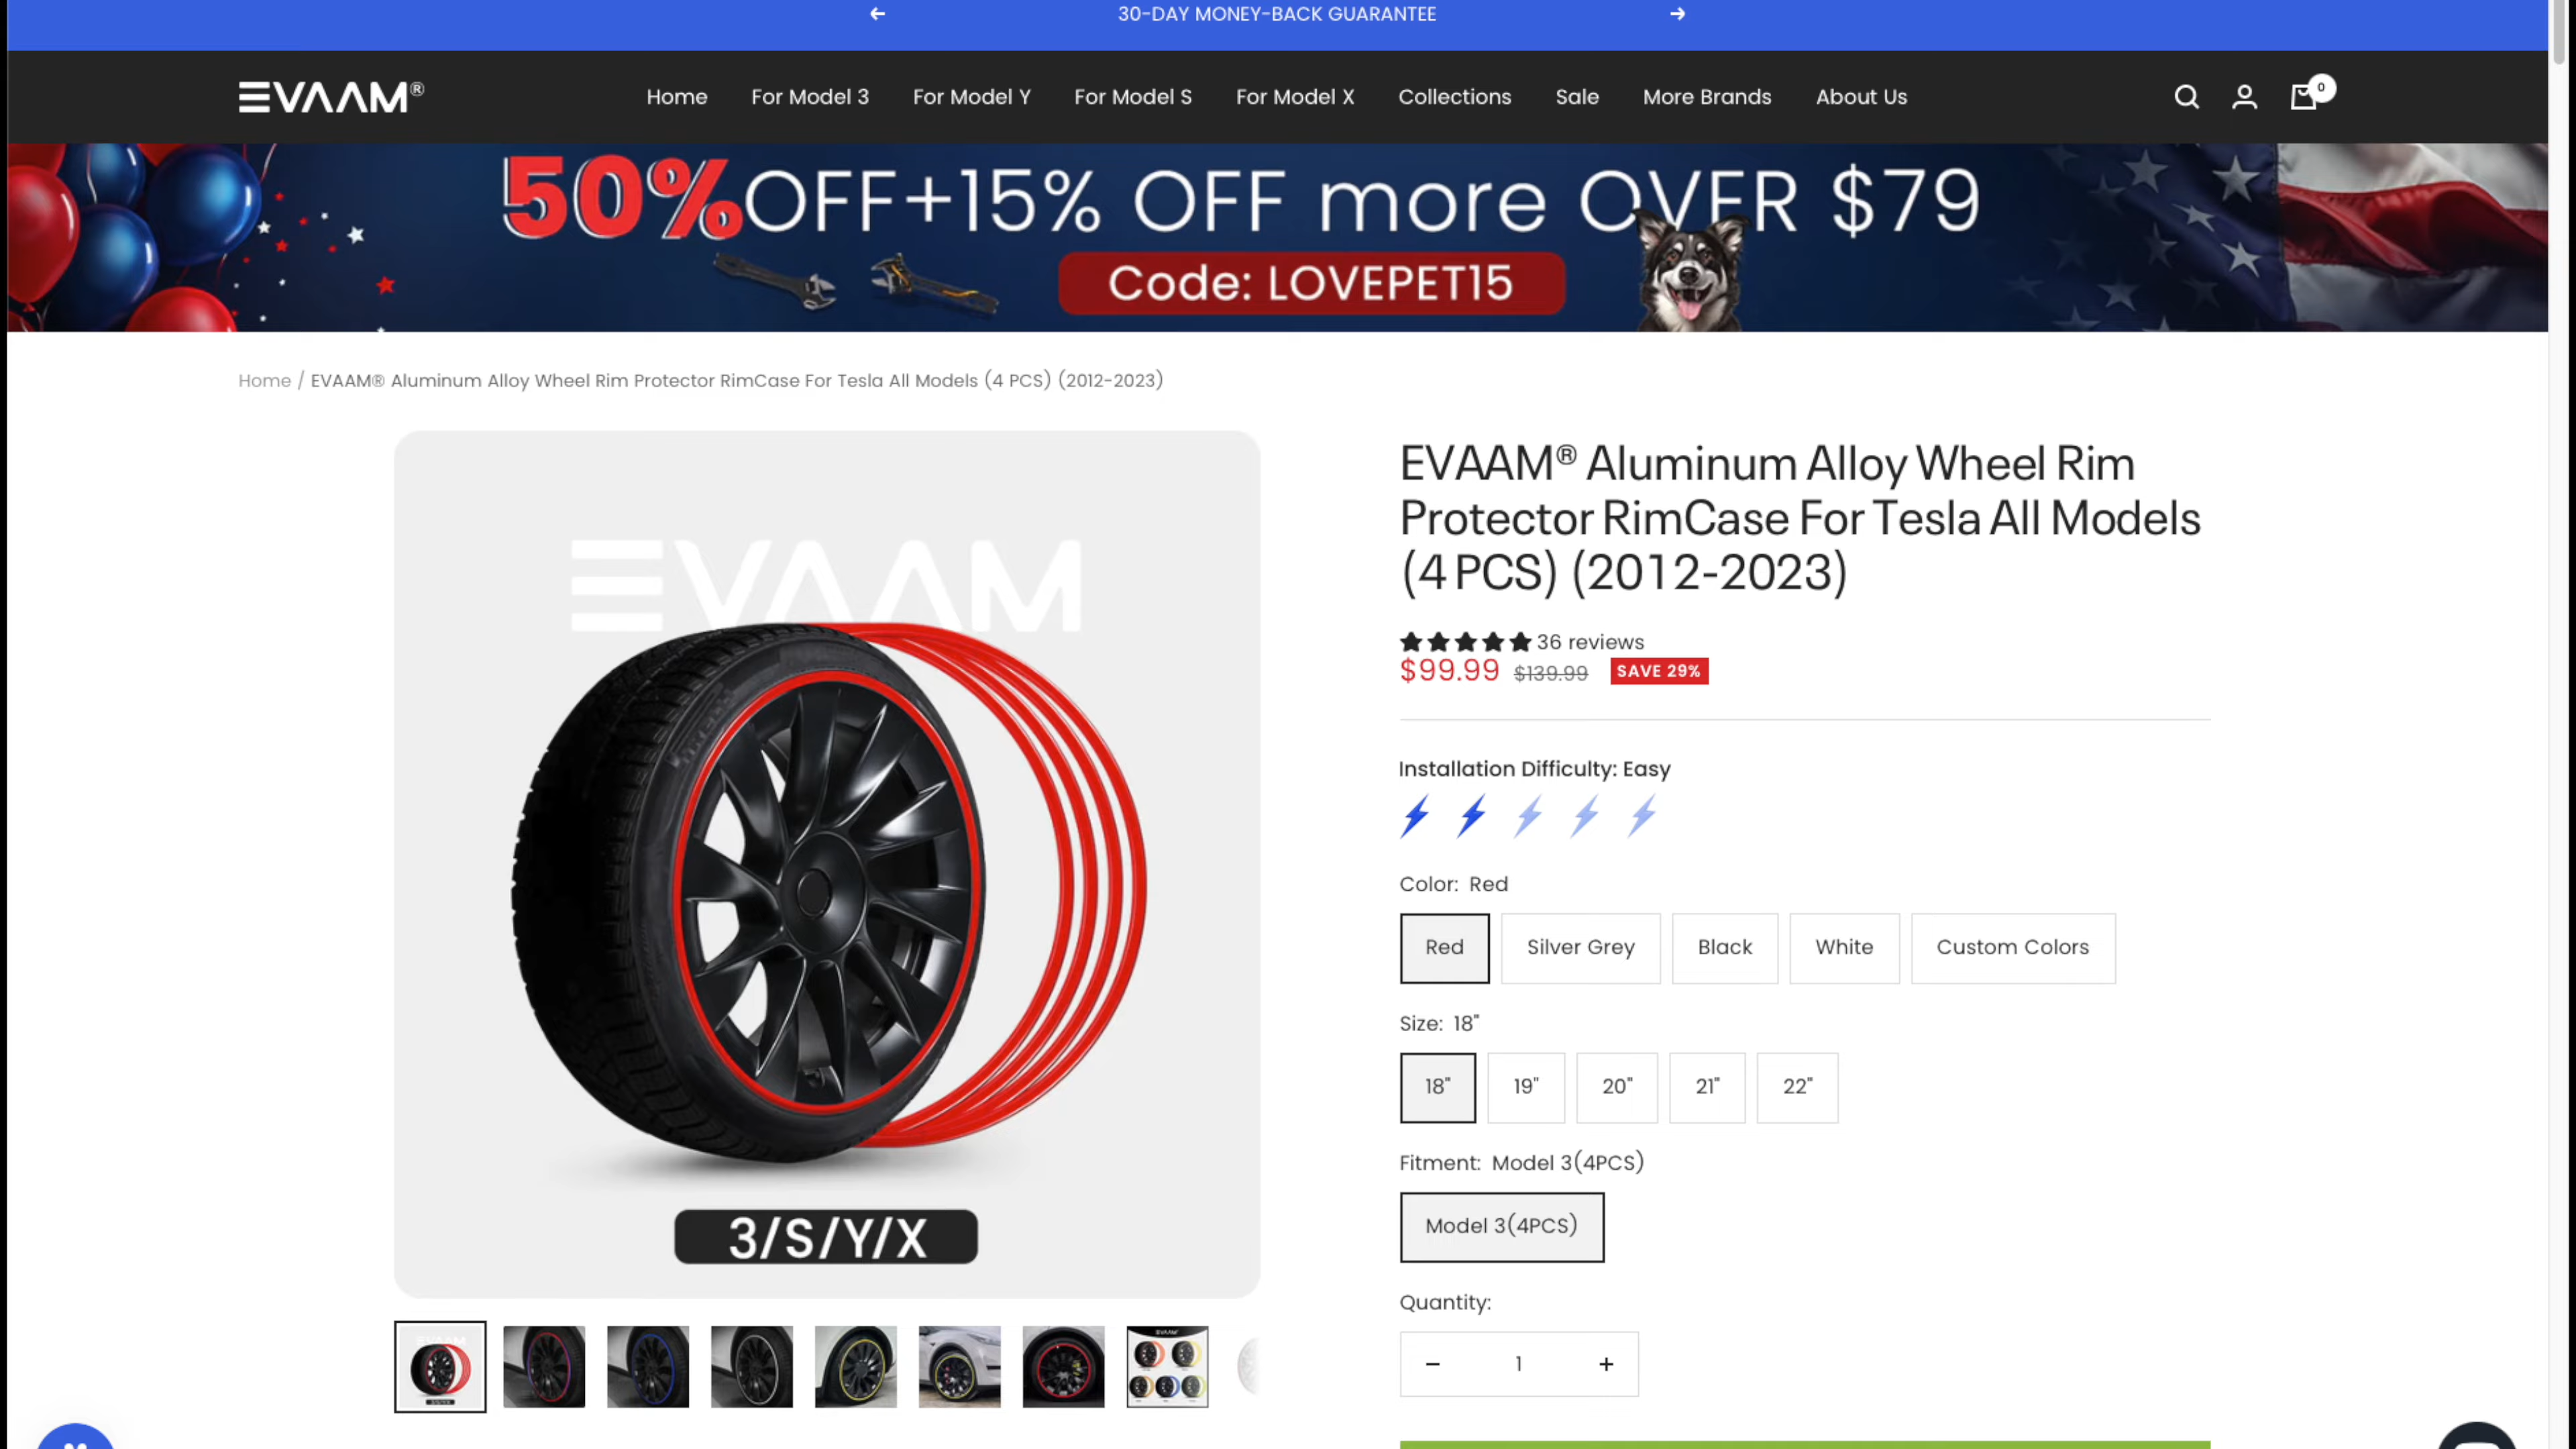 30-DAY MONEY-BACK GUARANTEE
EVAAM®
Home For Model 3 For Model Y For Model S For Model X Collections Sale More Brands About Us
0
50%OFF+15% OFF more OVER $79
Code: LOVEPET15
Home / EVAAM® Aluminum Alloy Wheel Rim Protector RimCase For Tesla All Models (4 PCS) (2012-2023)
EVAAM
3/S/Y/X
EVAAM® Aluminum Alloy Wheel Rim
Protector RimCase For Tesla All Models
(4 PCS) (2012-2023)
36 reviews
$99.99 $139.99 SAVE 29%
Installation Difficulty: Easy
Color: Red
Red Silver Grey Black White Custom Colors
Size: 18"
18" 19" 20" 21" 22"
Fitment: Model 3(4PCS)
Model 3(4PCS)
Quantity:
− 1 +